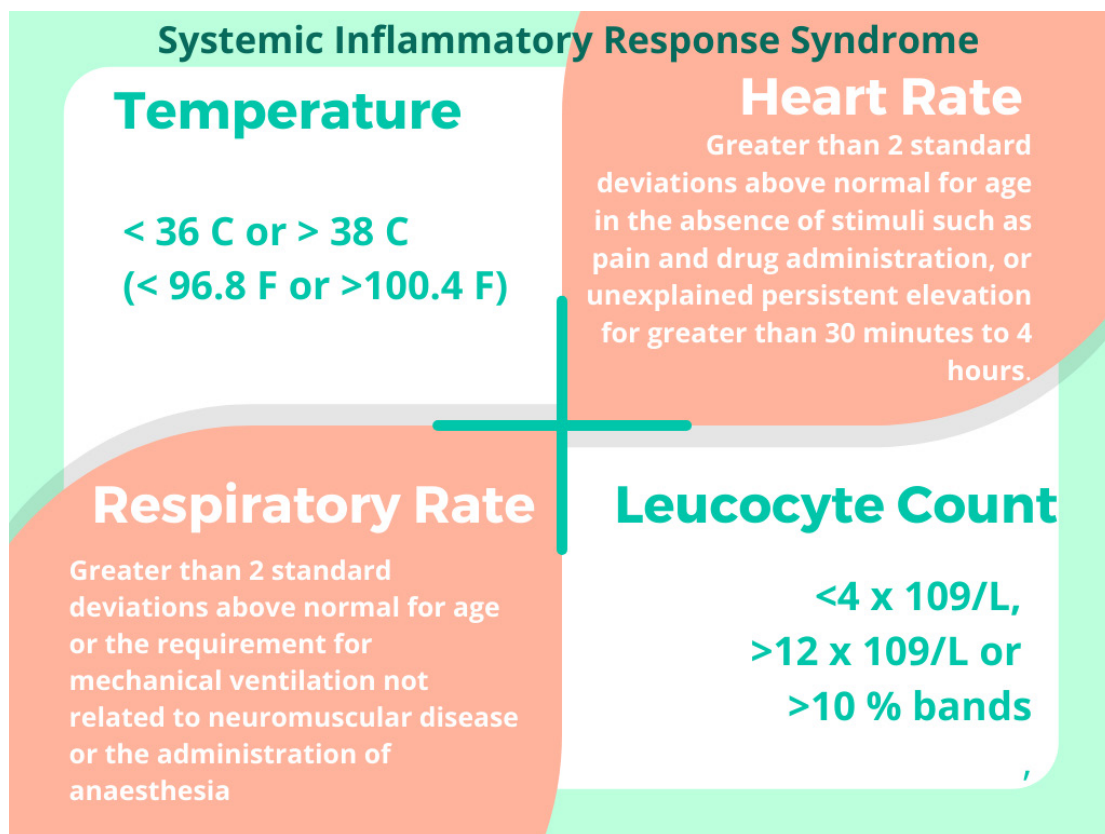 Systemic Inflammatory Response Syndrome
Temperature
< 36 C or > 38 C
(< 96.8 F or >100.4 F)
Heart Rate
Greater than 2 standard
deviations above normal for age
in the absence of stimuli such as
pain and drug administration, or
unexplained persistent elevation
for greater than 30 minutes to 4
hours.
Respiratory Rate
Greater than 2 standard
deviations above normal for age
or the requirement for
mechanical ventilation not
related to neuromuscular disease
or the administration of
anaesthesia
Leucocyte Count
<4 x 109/L,
>12 x 109/L or
>10 % bands
,